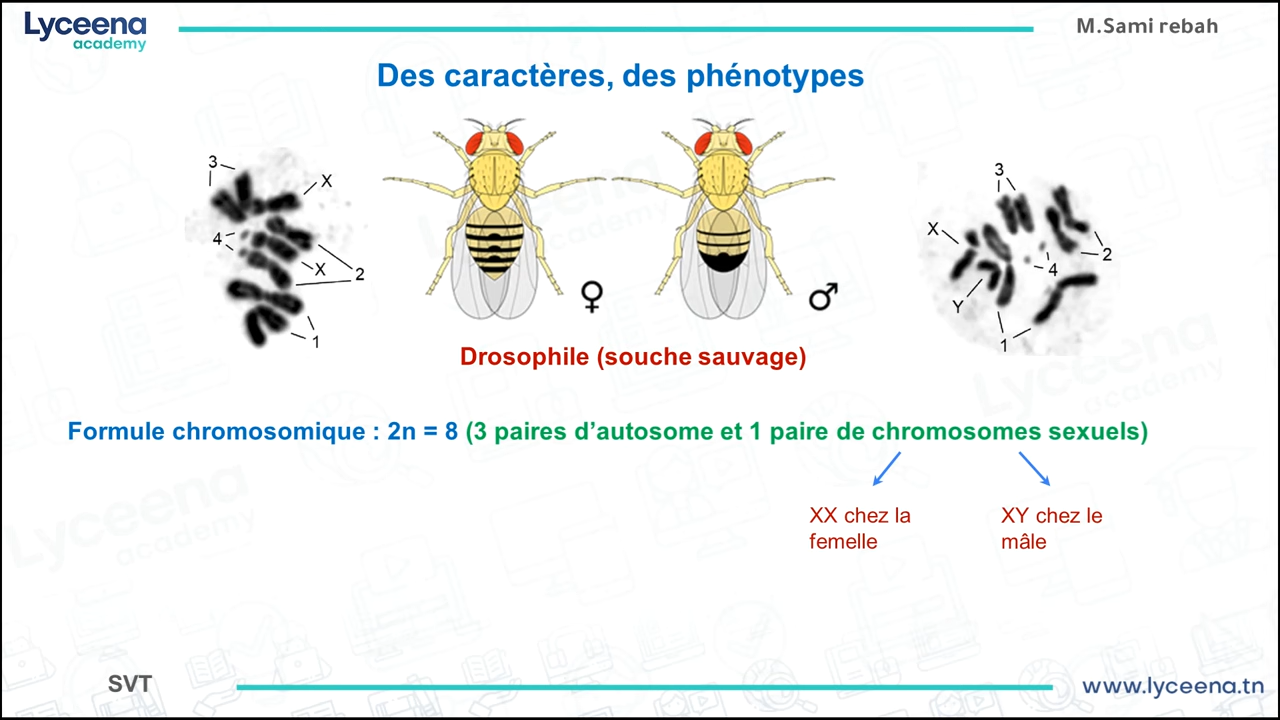 Lyceena
academy
M.Sami rebah
Des caractères, des phénotypes
3
X
4
X
2
1
♀
♂
3
X
2
4
Y
1
Drosophile (souche sauvage)
Formule chromosomique : 2n = 8 (3 paires d’autosome et 1 paire de chromosomes sexuels)
XX chez la
femelle
XY chez le
mâle
SVT
www.lyceena.tn